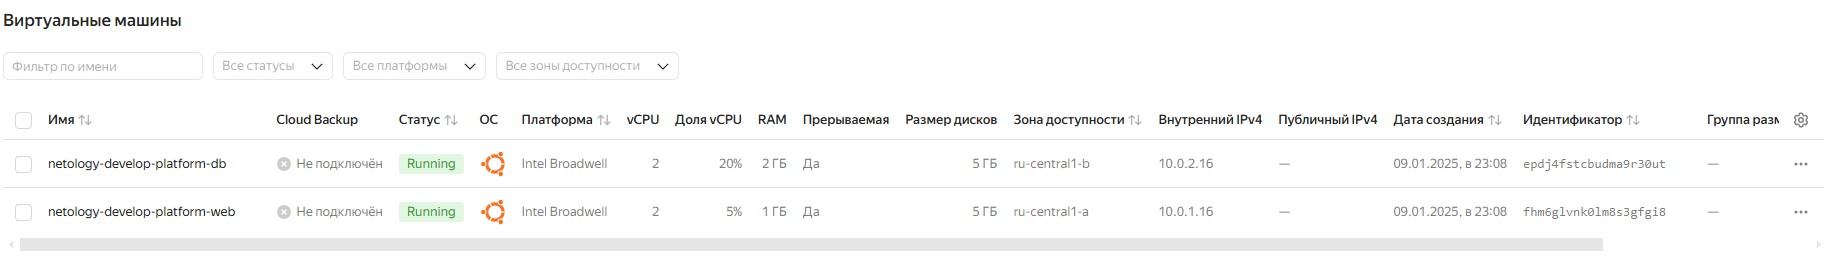 Виртуальные машины
Фильтр по имени Все статусы Все платформы Все зоны доступности
Имя Cloud Backup Статус ОС Платформа vCPU Доля vCPU RAM Прерываемая Размер дисков Зона доступности Внутренний IPv4 Публичный IPv4 Дата создания Идентификатор Группа разм
netology-develop-platform-db Не подключён Running Intel Broadwell 2 20% 2 ГБ Да 5 ГБ ru-central1-b 10.0.2.16 — 09.01.2025, в 23:08 epdj4fstcbudma9r30ut —
netology-develop-platform-web Не подключён Running Intel Broadwell 2 5% 1 ГБ Да 5 ГБ ru-central1-a 10.0.1.16 — 09.01.2025, в 23:08 fhm6glvnk0lm8s3gfgi8 —